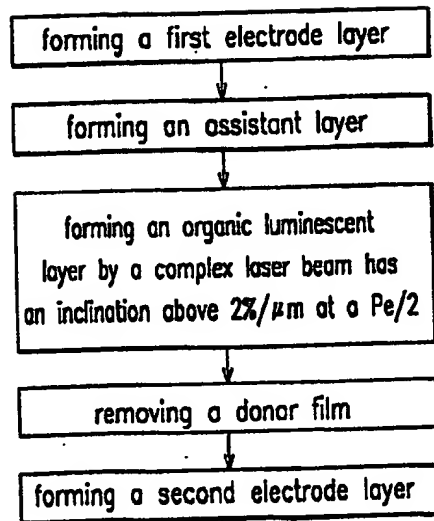 forming a first electrode layer
forming an assistant layer
forming an organic luminescent
layer by a complex laser beam has
an inclination above 2%/μm at a Pe/2
removing a donor film
forming a second electrode layer